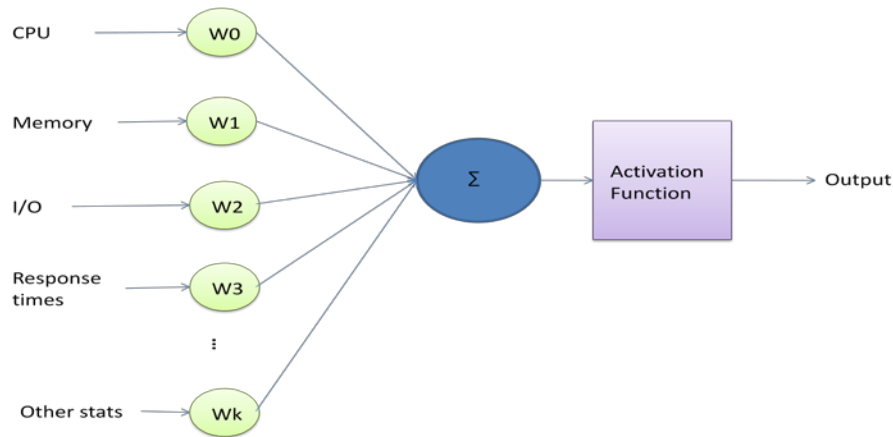 CPU
W0
Memory
W1
I/O
W2
Response
times
W3
...
Other stats
Wk
Σ
Activation
Function
Output